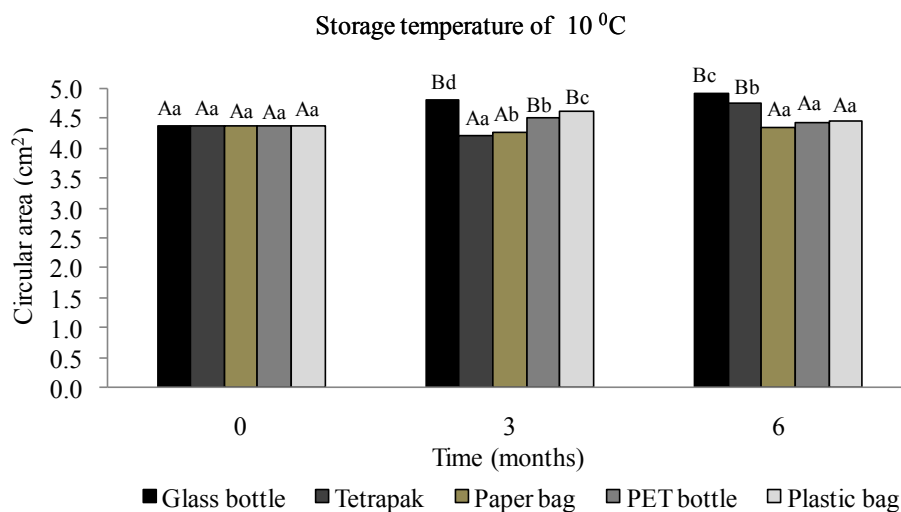 Storage temperature of 10 ⁰C
Circular area (cm²)
5.0
4.5
4.0
3.5
3.0
2.5
2.0
1.5
1.0
0.5
0.0
Aa Aa Aa Aa Aa
Bd Aa Ab Bb Bc
Bc Bb Aa Aa Aa
0 3 6
Time (months)
Glass bottle Tetrapak Paper bag PET bottle Plastic bag